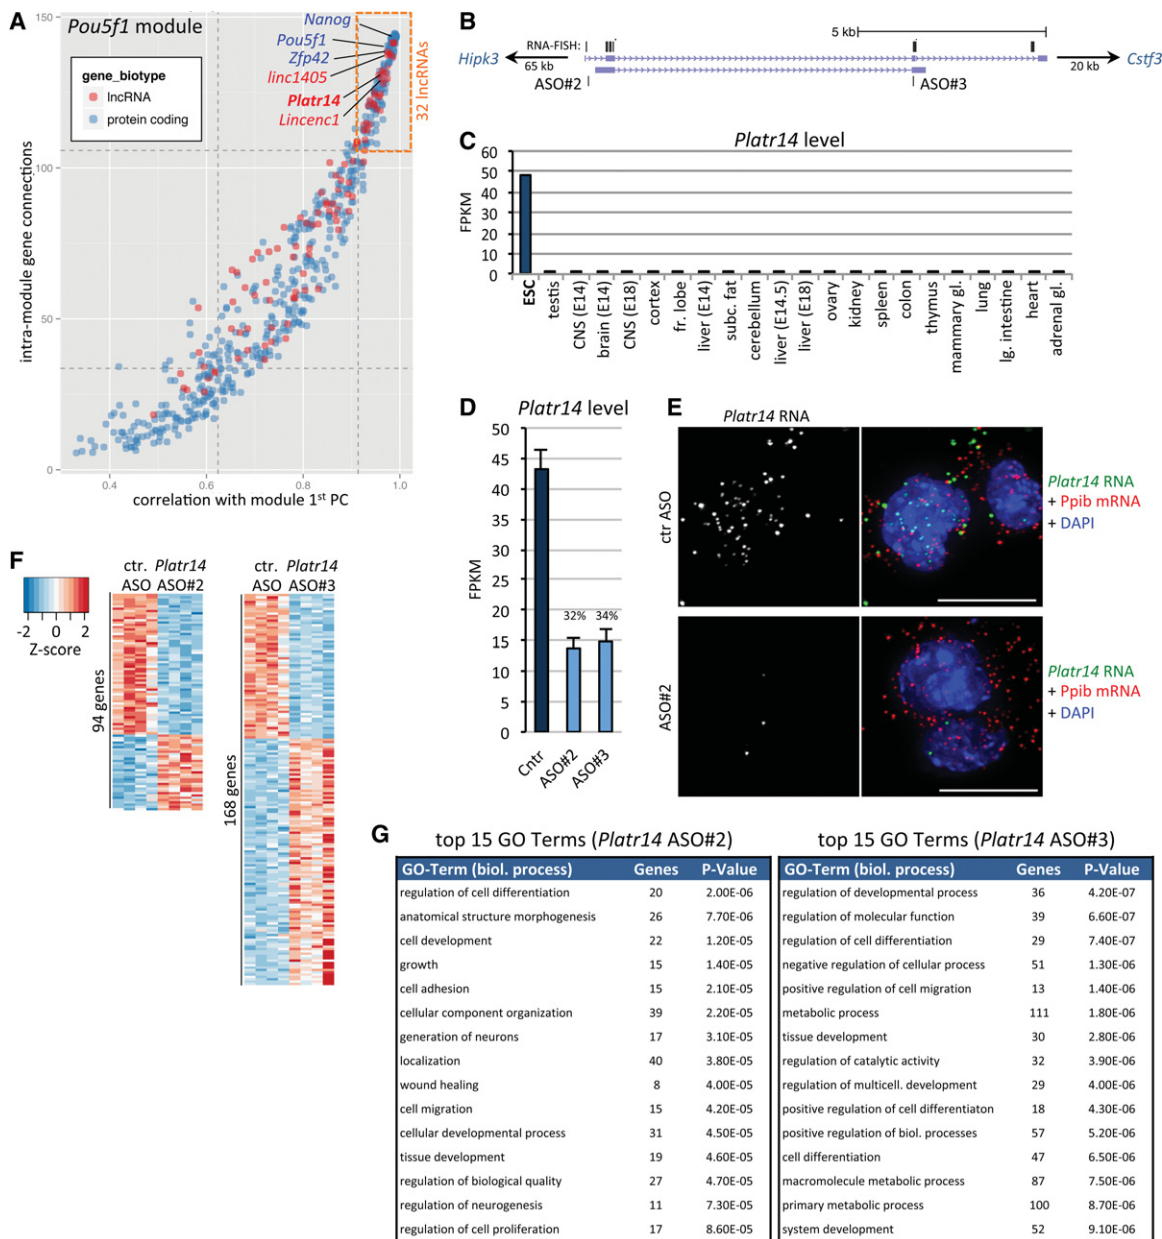 A
Pou5f1 module
gene_biotype
lncRNA
protein coding
Nanog
Pou5f1
Zfp42
linc1405
Platr14
Lincenc1
32 lncRNAs
150
100
50
0
intra-module gene connections
0.4 0.6 0.8 1.0
correlation with module 1st PC
B
5 kb
RNA-FISH:
Hipk3
65 kb
20 kb
Cstf3
ASO#2
ASO#3
C
Platr14 level
FPKM
60
50
40
30
20
10
0
ESC
testis
CNS (E14)
brain (E14)
CNS (E18)
cortex
fr. lobe
liver (E14)
subc. fat
cerebellum
liver (E14.5)
liver (E18)
ovary
kidney
spleen
colon
thymus
mammary gl.
lung
lg. intestine
heart
adrenal gl.
D
Platr14 level
FPKM
50
45
40
35
30
25
20
15
10
5
0
32%
34%
Cntr
ASO#2
ASO#3
E
Platr14 RNA
ctr ASO
Platr14 RNA
+ Ppib mRNA
+ DAPI
ASO#2
Platr14 RNA
+ Ppib mRNA
+ DAPI
F
-2 0 2
Z-score
ctr. Platr14
ASO ASO#2
94 genes
ctr. Platr14
ASO ASO#3
168 genes
G
top 15 GO Terms (Platr14 ASO#2)
GO-Term (biol. process) Genes P-Value
regulation of cell differentiation 20 2.00E-06
anatomical structure morphogenesis 26 7.70E-06
cell development 22 1.20E-05
growth 15 1.40E-05
cell adhesion 15 2.10E-05
cellular component organization 39 2.20E-05
generation of neurons 17 3.10E-05
localization 40 3.80E-05
wound healing 8 4.00E-05
cell migration 15 4.20E-05
cellular developmental process 31 4.50E-05
tissue development 19 4.60E-05
regulation of biological quality 27 4.70E-05
regulation of neurogenesis 11 7.30E-05
regulation of cell proliferation 17 8.60E-05
top 15 GO Terms (Platr14 ASO#3)
GO-Term (biol. process) Genes P-Value
regulation of developmental process 36 4.20E-07
regulation of molecular function 39 6.60E-07
regulation of cell differentiation 29 7.40E-07
negative regulation of cellular process 51 1.30E-06
positive regulation of cell migration 13 1.40E-06
metabolic process 111 1.80E-06
tissue development 30 2.80E-06
regulation of catalytic activity 32 3.90E-06
regulation of multicell. development 29 4.00E-06
positive regulation of cell differentiaton 18 4.30E-06
positive regulation of biol. processes 57 5.20E-06
cell differentiation 47 6.50E-06
macromolecule metabolic process 87 7.50E-06
primary metabolic process 100 8.70E-06
system development 52 9.10E-06